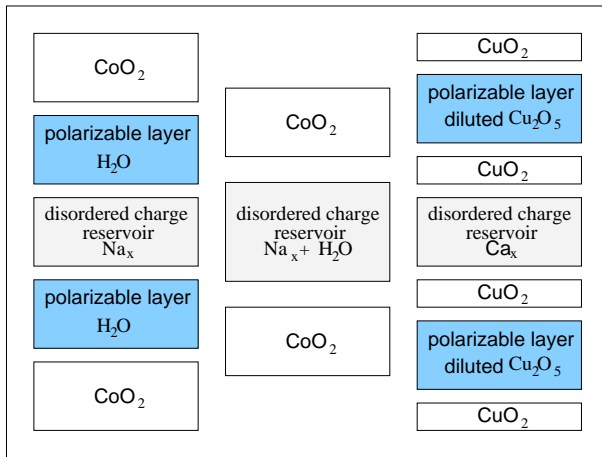 CoO₂
polarizable layer
H₂O
disordered charge
reservoir
Naₓ
polarizable layer
H₂O
CoO₂
CoO₂
disordered charge
reservoir
Naₓ+ H₂O
CoO₂
CuO₂
polarizable layer
diluted Cu₂O₅
CuO₂
disordered charge
reservoir
Caₓ
CuO₂
polarizable layer
diluted Cu₂O₅
CuO₂